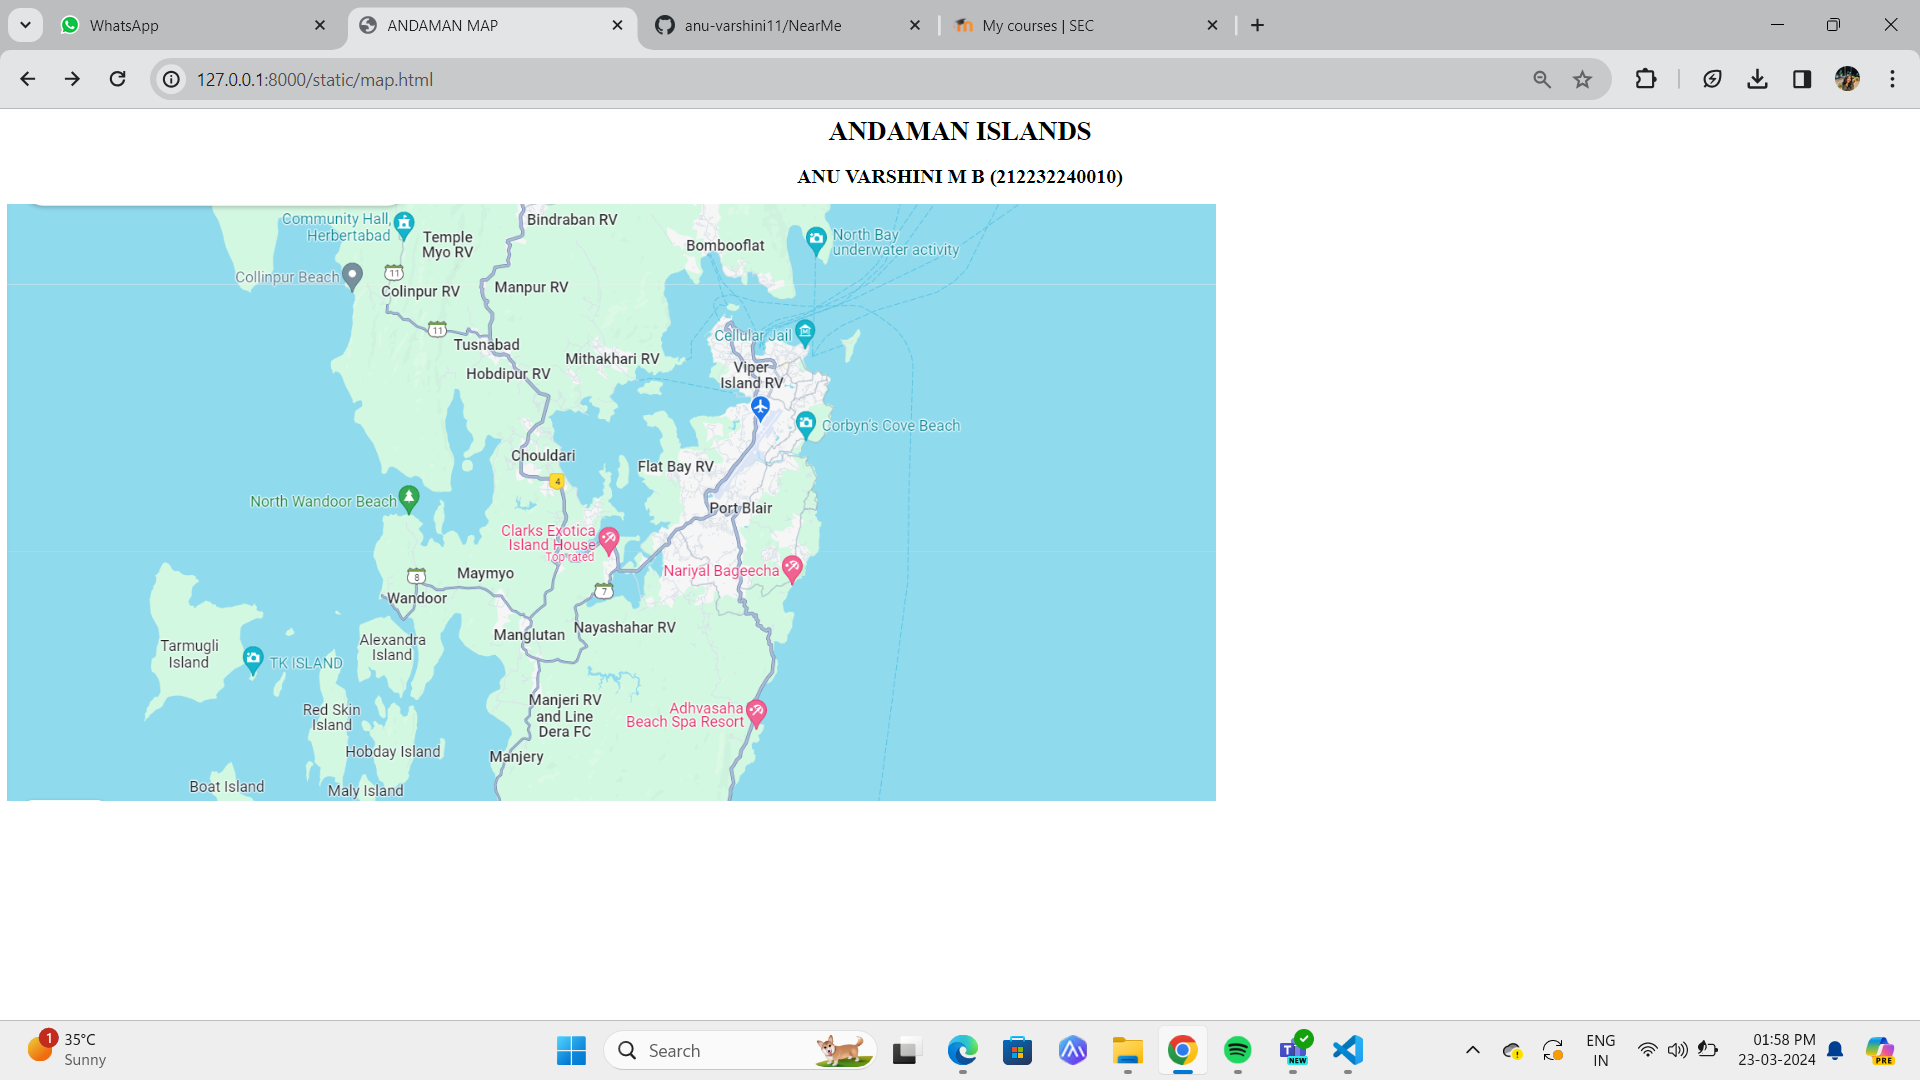 WhatsApp
ANDAMAN MAP
anu-varshini11/NearMe
My courses | SEC
127.0.0.1:8000/static/map.html
ANDAMAN ISLANDS
ANU VARSHINI M B (212232240010)
Community Hall,
Herbertabad
Temple
Myo RV
Bindraban RV
Bombooflat
North Bay
underwater activity
Collinpur Beach
11
Colinpur RV
Manpur RV
11
Tusnabad
Cellular Jail
Mithakhari RV
Hobdipur RV
Viper
Island RV
Corbyn's Cove Beach
Chouldari
Flat Bay RV
4
North Wandoor Beach
Port Blair
Clarks Exotica
Island House
Top rated
Nariyal Bageecha
8
Maymyo
7
Wandoor
Nayashahar RV
Manglutan
Alexandra
Island
Tarmugli
Island
TK ISLAND
Red Skin
Island
Manjeri RV
and Line
Dera FC
Adhvasaha
Beach Spa Resort
Hobday Island
Manjery
Boat Island
Maly Island
1
35°C
Sunny
Search
NEW
ENG
IN
01:58 PM
23-03-2024
PRE